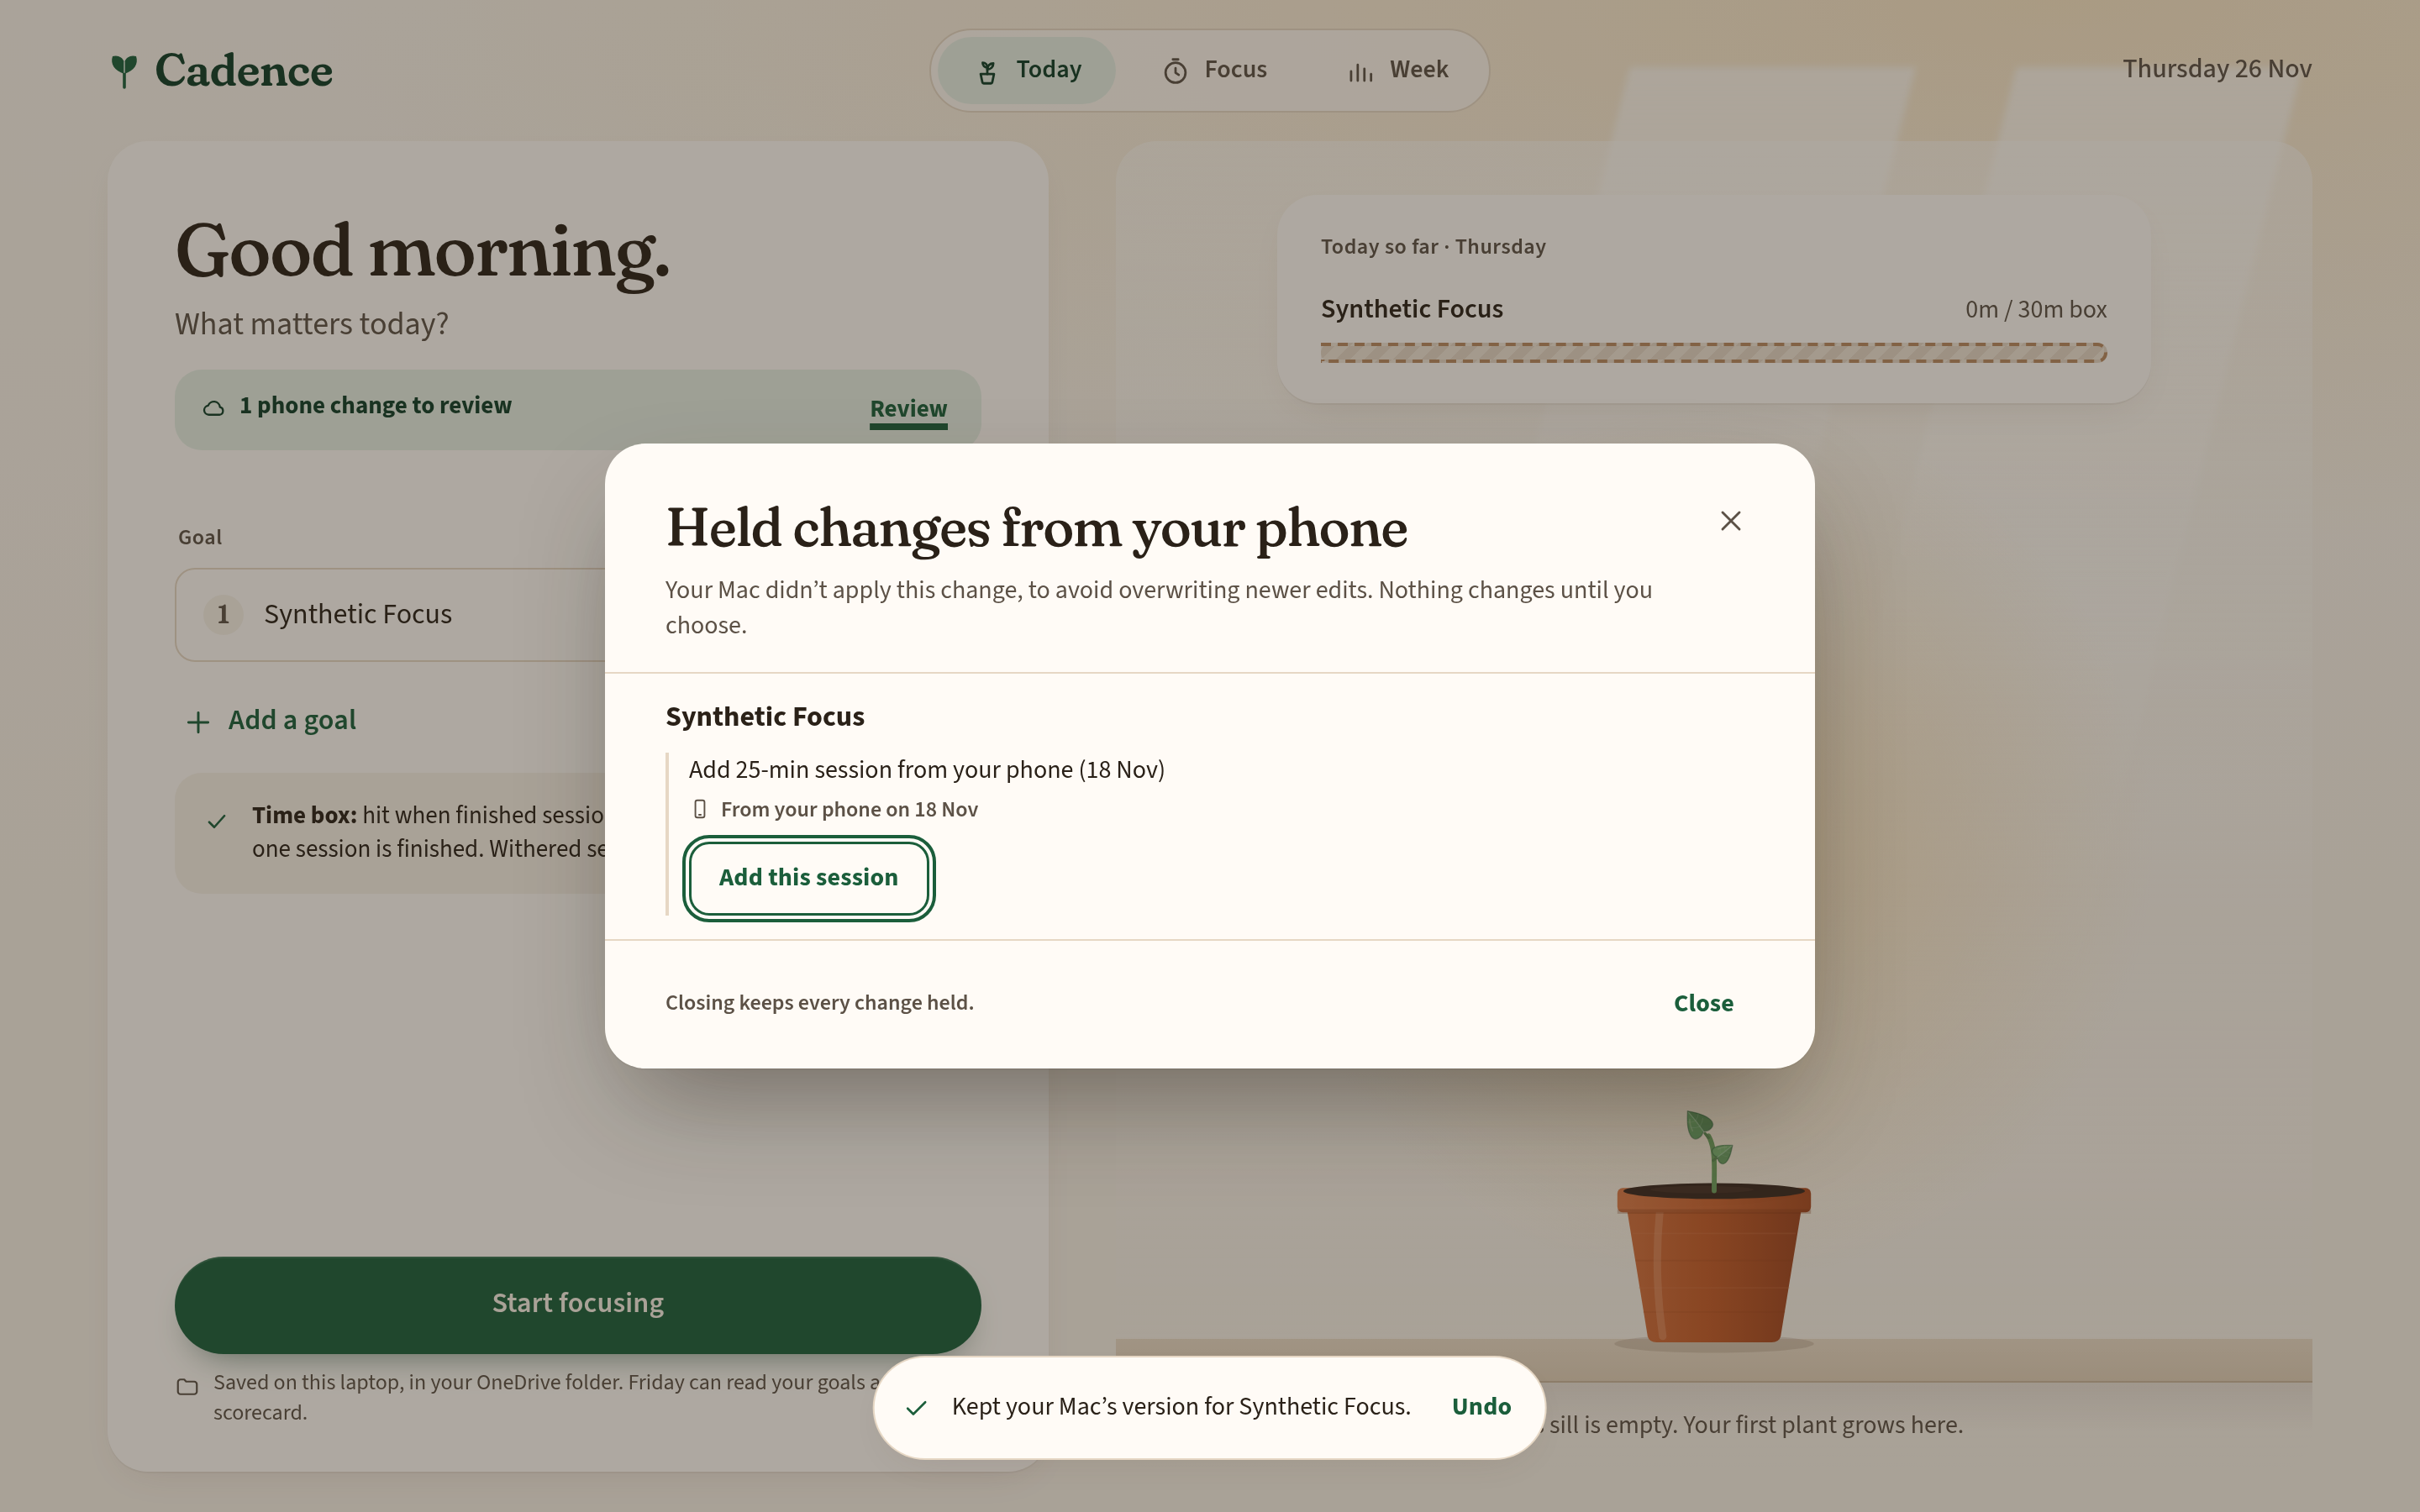 Cadence
Today
Focus
Week
Thursday 26 Nov
Good morning.
What matters today?
1 phone change to review
Review
Goal
1
Synthetic Focus
Add a goal
Time box: hit when finished sessio
one session is finished. Withered se
Start focusing
Saved on this laptop, in your OneDrive folder. Friday can read your goals a
scorecard.
Today so far · Thursday
Synthetic Focus
0m / 30m box
Held changes from your phone
Your Mac didn’t apply this change, to avoid overwriting newer edits. Nothing changes until you
choose.
Synthetic Focus
Add 25-min session from your phone (18 Nov)
From your phone on 18 Nov
Add this session
Closing keeps every change held.
Close
Kept your Mac’s version for Synthetic Focus.
Undo
sill is empty. Your first plant grows here.